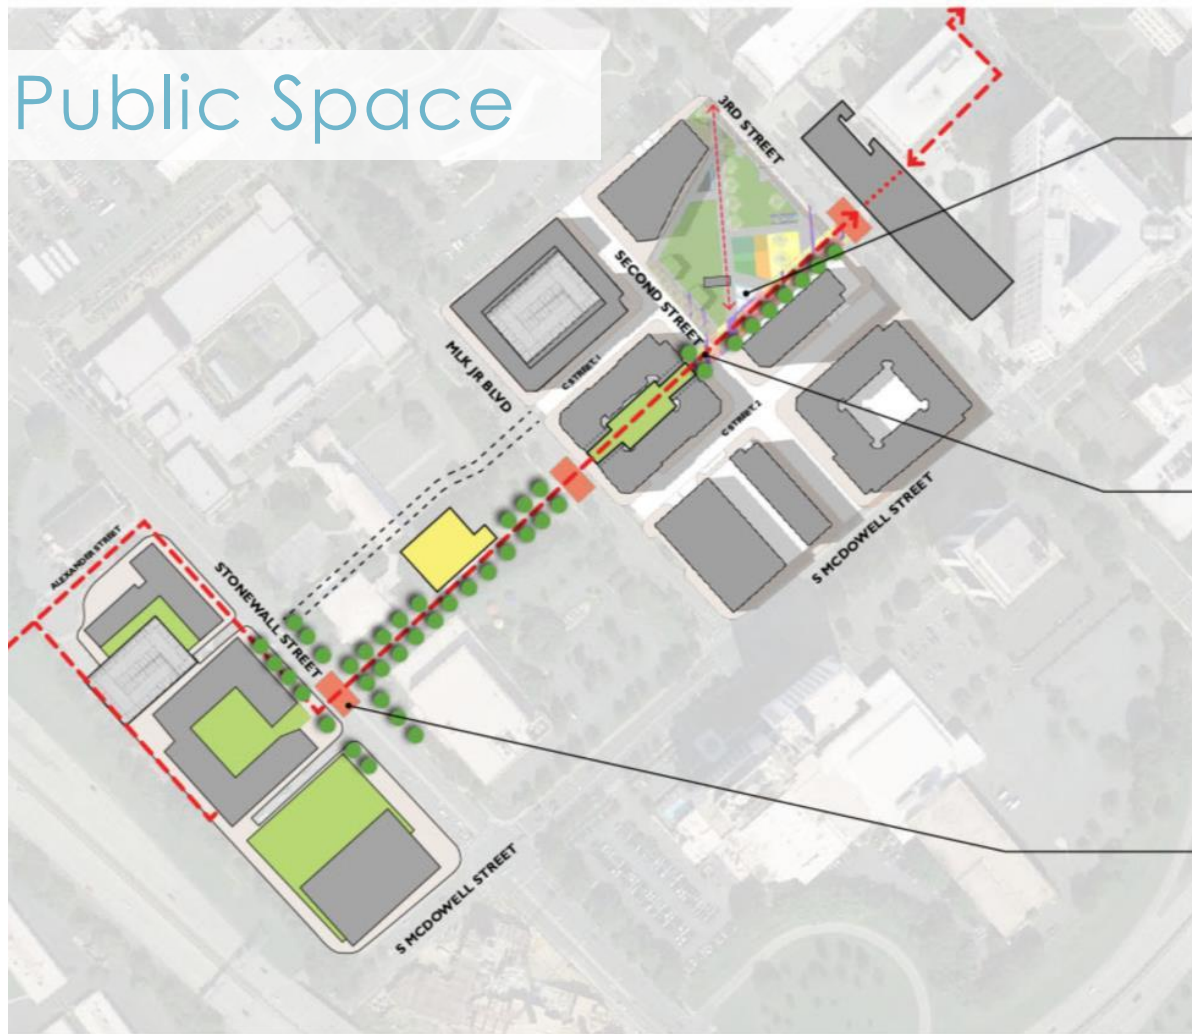 Public Space
3RD STREET
SECOND STREET
MLK JR BLVD
C STREET 1
C STREET 2
S MCDOWELL STREET
ALEXANDER STREET
STONEWALL STREET
S MCDOWELL STREET